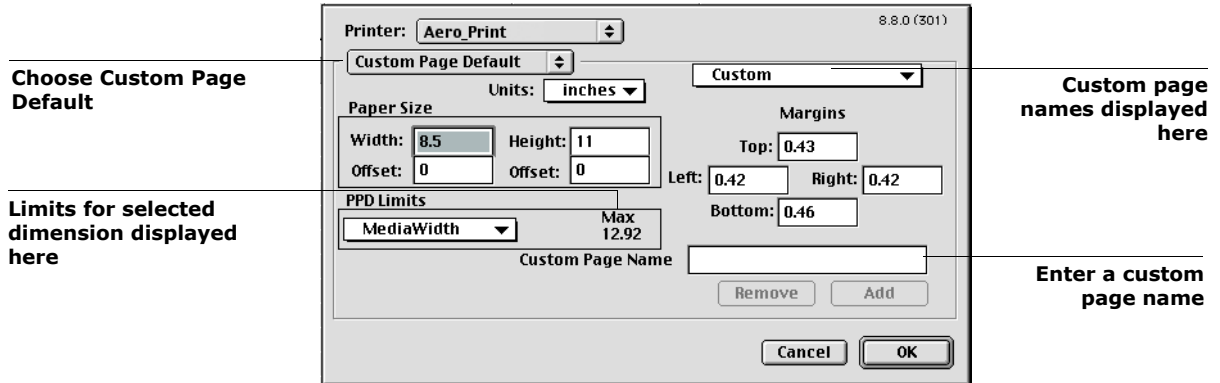 Printer: Aero_Print
8.8.0 (301)
Custom Page Default
Custom
Units: inches
Paper Size
Width: 8.5 Height: 11
Offset: 0 Offset: 0
Margins
Top: 0.43
Left: 0.42 Right: 0.42
Bottom: 0.46
PPD Limits
MediaWidth
Max
12.92
Custom Page Name
Remove Add
Cancel OK
Choose Custom Page
Default
Limits for selected
dimension displayed
here
Custom page
names displayed
here
Enter a custom
page name